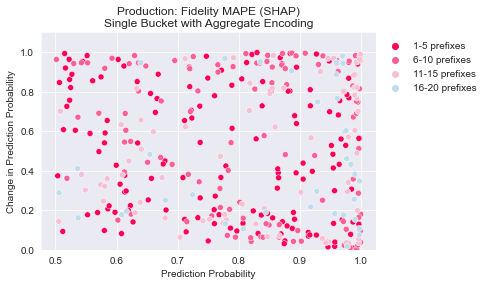 Production: Fidelity MAPE (SHAP)
Single Bucket with Aggregate Encoding
1-5 prefixes
6-10 prefixes
11-15 prefixes
16-20 prefixes
Change in Prediction Probability
1.0
0.8
0.6
0.4
0.2
0.0
0.5
0.6
0.7
0.8
0.9
1.0
Prediction Probability